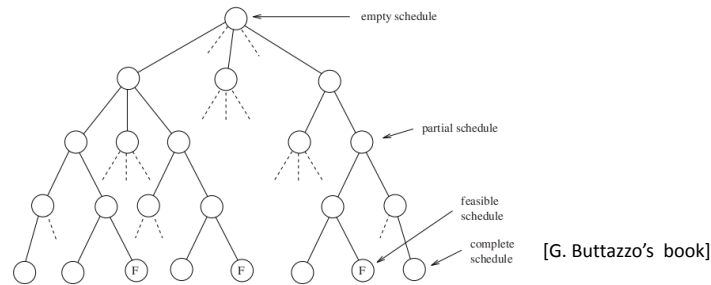 empty schedule
partial schedule
feasible
schedule
complete
schedule
[G. Buttazzo's book]
F
F
F